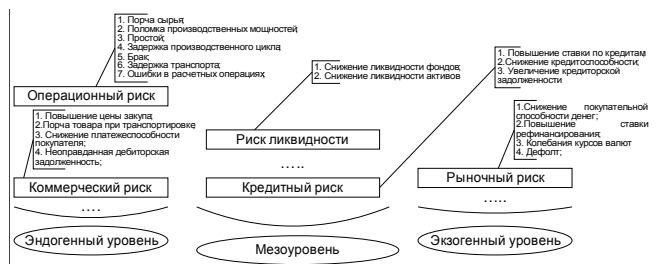 1. Порча сырья;
2. Поломка производственных мощностей;
3. Простой;
4. Задержка производственного цикла;
5. Брак;
6. Задержка транспорта;
7. Ошибки в расчетных операциях;
Операционный риск
1. Повышение цены закупа;
2.Порча товара при транспортировке;
3. Снижение платежеспособности
покупателя;
4. Неоправданная дебиторская
задолженность;
Коммерческий риск
....
Эндогенный уровень
1. Снижение ликвидности фондов;
2. Снижение ликвидности активов
Риск ликвидности
.....
Кредитный риск
Мезоуровень
1. Повышение ставки по кредитам;
2.Снижение кредитоспособности;
3. Увеличение кредиторской
задолженности
1.Снижение покупательной
способности денег;
2.Повышение ставки
рефинансирования;
3. Колебания курсов валют
4. Дефолт;
Рыночный риск
.....
Экзогенный уровень